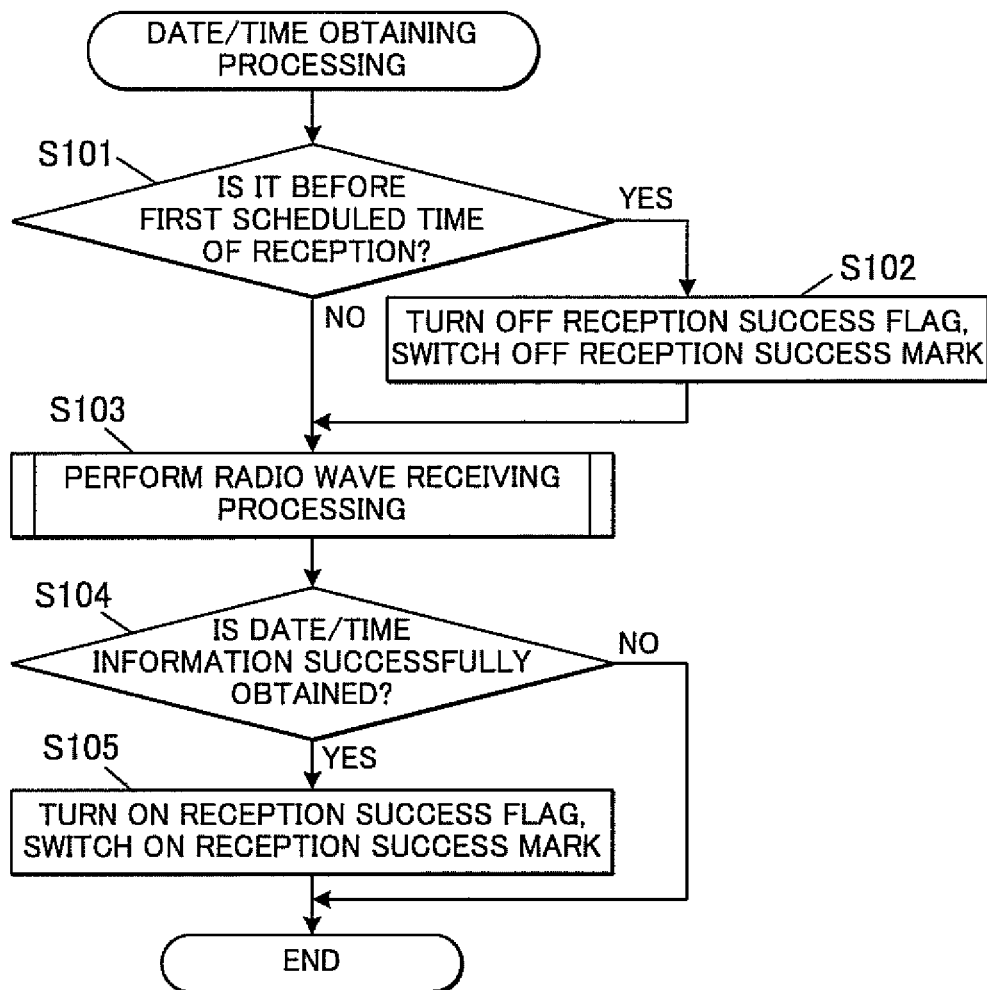 DATE/TIME OBTAINING
PROCESSING
S101
IS IT BEFORE
FIRST SCHEDULED TIME
OF RECEPTION?
YES
NO
S102
TURN OFF RECEPTION SUCCESS FLAG,
SWITCH OFF RECEPTION SUCCESS MARK
S103
PERFORM RADIO WAVE RECEIVING
PROCESSING
S104
IS DATE/TIME
INFORMATION SUCCESSFULLY
OBTAINED?
NO
YES
S105
TURN ON RECEPTION SUCCESS FLAG,
SWITCH ON RECEPTION SUCCESS MARK
END